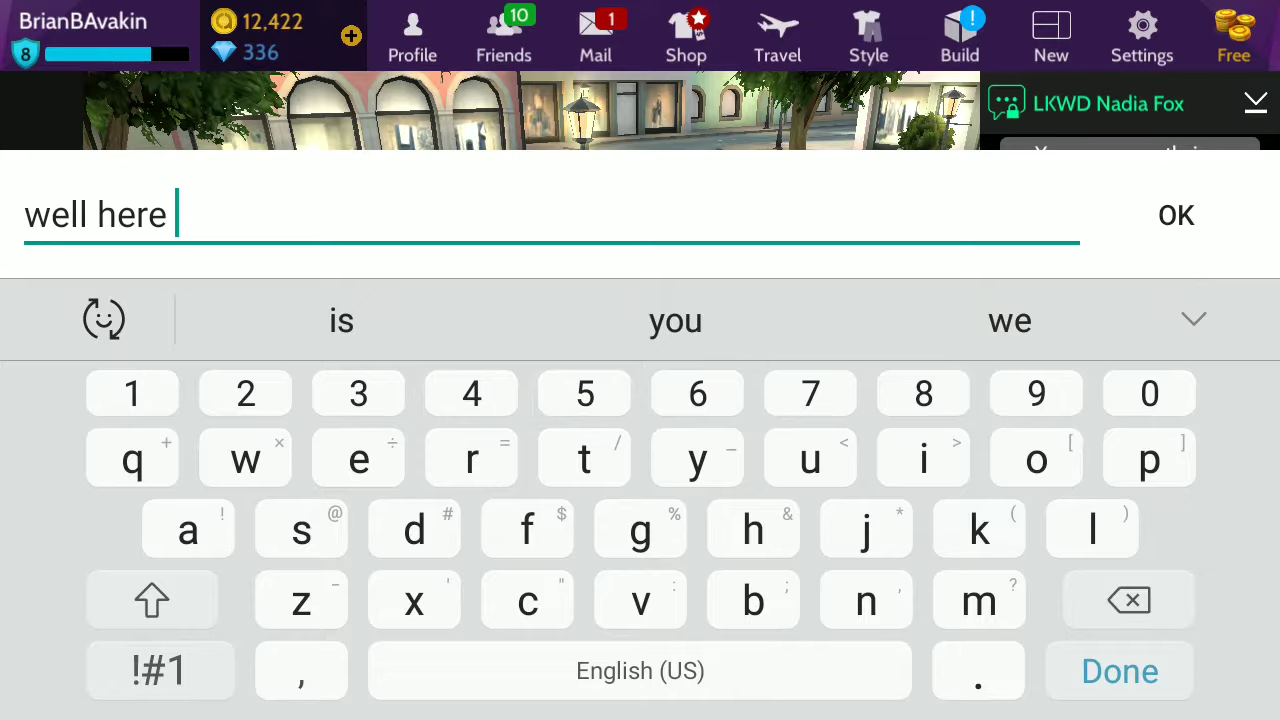 BrianBAvakin
8
12,422
336
Profile
10
Friends
1
Mail
Shop
Travel
Style
!
Build
New
Settings
Free
LKWD Nadia Fox
well here
OK
is you we
1 2 3 4 5 6 7 8 9 0
q + w × e ÷ r = t / y _ u < i > o [ p ]
a ! s @ d # f $ g % h & j * k ( l )
z - x ' c " v : b ; n , m ?
!#1 , English (US) . Done